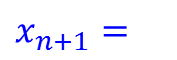 xₙ₊₁ =